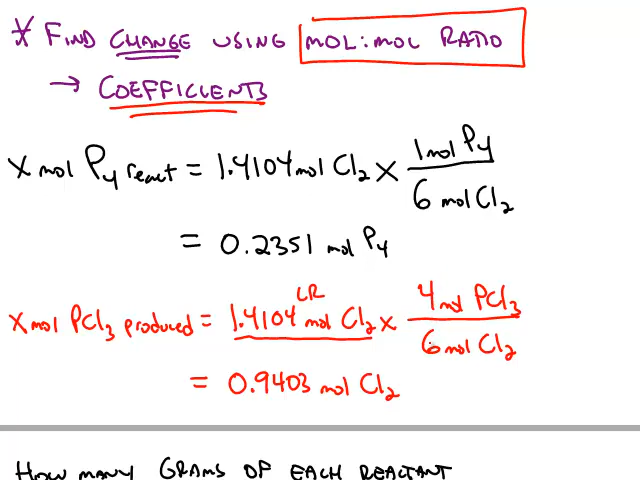 * FIND CHANGE USING MOL:MOL RATIO
→ COEFFICIENTS
X mol P4 react = 1.4104 mol Cl2 × 1 mol P4 / 6 mol Cl2
= 0.2351 mol P4
LR
X mol PCl3 produced = 1.4104 mol Cl2 × 4 mol PCl3 / 6 mol Cl2
= 0.9403 mol Cl2
HOW MANY GRAMS OF EACH REACTANT